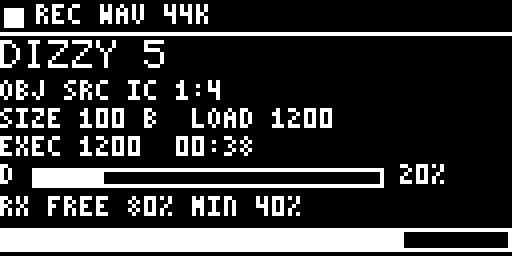 REC WAV 44K
DIZZY 5
OBJ SRC IC 1:4
SIZE 100 B LOAD 1200
EXEC 1200 00:38
D 20%
RX FREE 80% MIN 40%